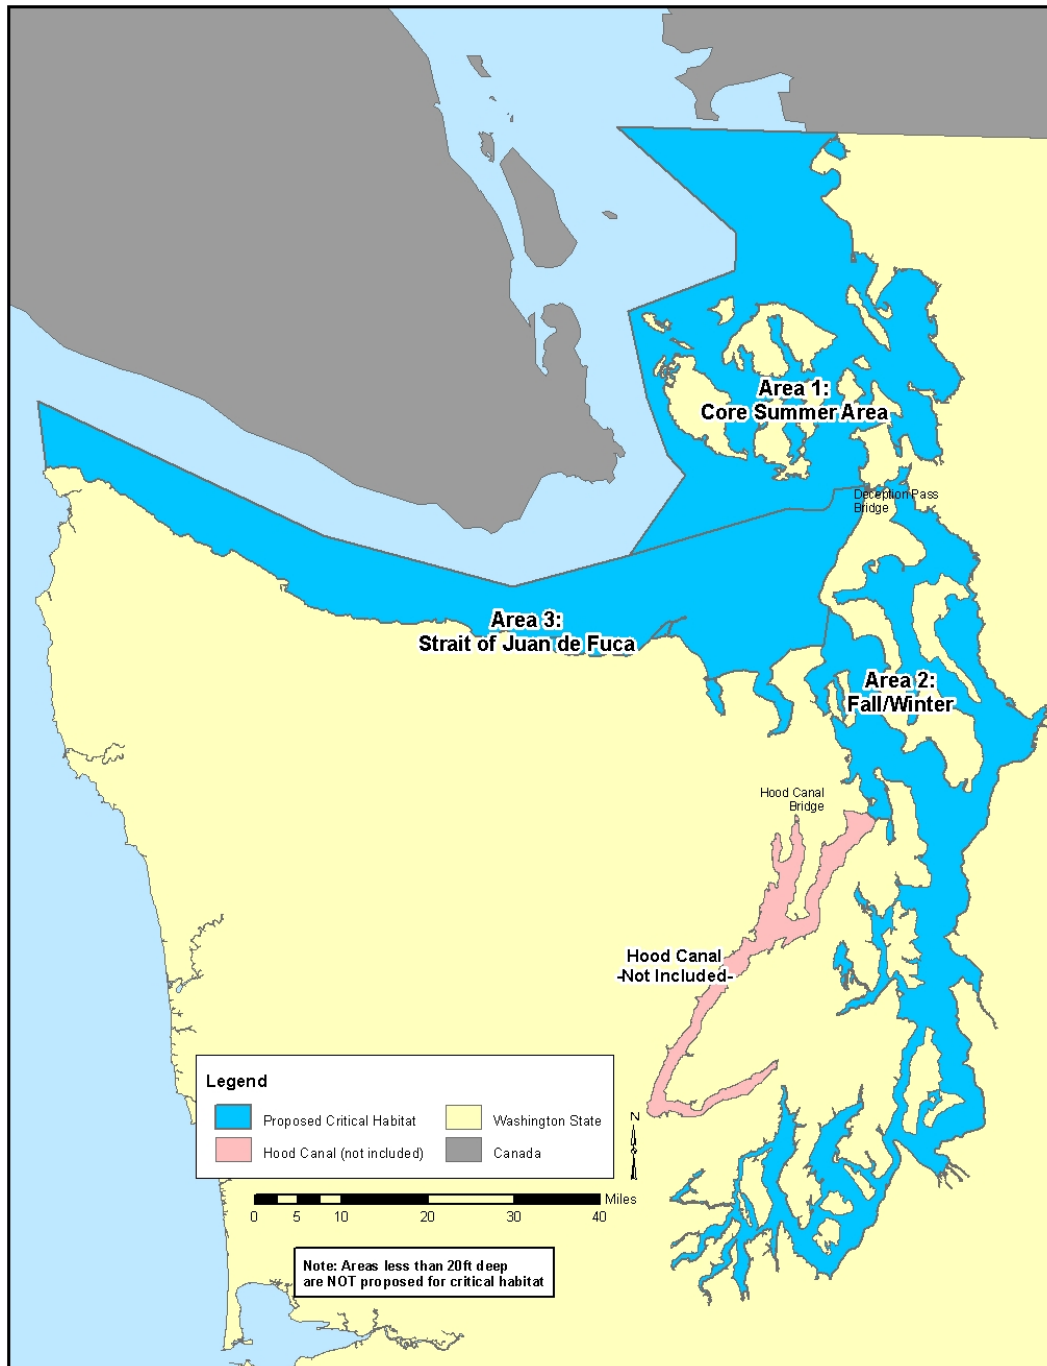 Area 1:
Core Summer Area
Deception Pass
Bridge
Area 3:
Strait of Juan de Fuca
Area 2:
Fall/Winter
Hood Canal
Bridge
Hood Canal
-Not Included-
Legend
Proposed Critical Habitat
Washington State
Hood Canal (not included)
Canada
N
Miles
0 5 10 20 30 40
Note: Areas less than 20ft deep
are NOT proposed for critical habitat